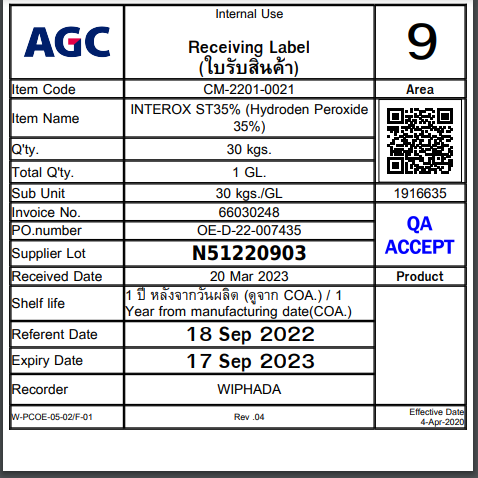 AGC
Internal Use
Receiving Label
(ใบรับสินค้า)
9
Item Code
CM-2201-0021
Area
Item Name
INTEROX ST35% (Hydroden Peroxide
35%)
Q'ty.
30 kgs.
Total Q'ty.
1 GL.
Sub Unit
30 kgs./GL
1916635
Invoice No.
66030248
QA
ACCEPT
PO.number
OE-D-22-007435
Supplier Lot
N51220903
Received Date
20 Mar 2023
Product
Shelf life
1 ปี หลังจากวันผลิต (ดูจาก COA.) / 1
Year from manufacturing date(COA.)
Referent Date
18 Sep 2022
Expiry Date
17 Sep 2023
Recorder
WIPHADA
W-PCOE-05-02/F-01
Rev .04
Effective Date
4-Apr-2020